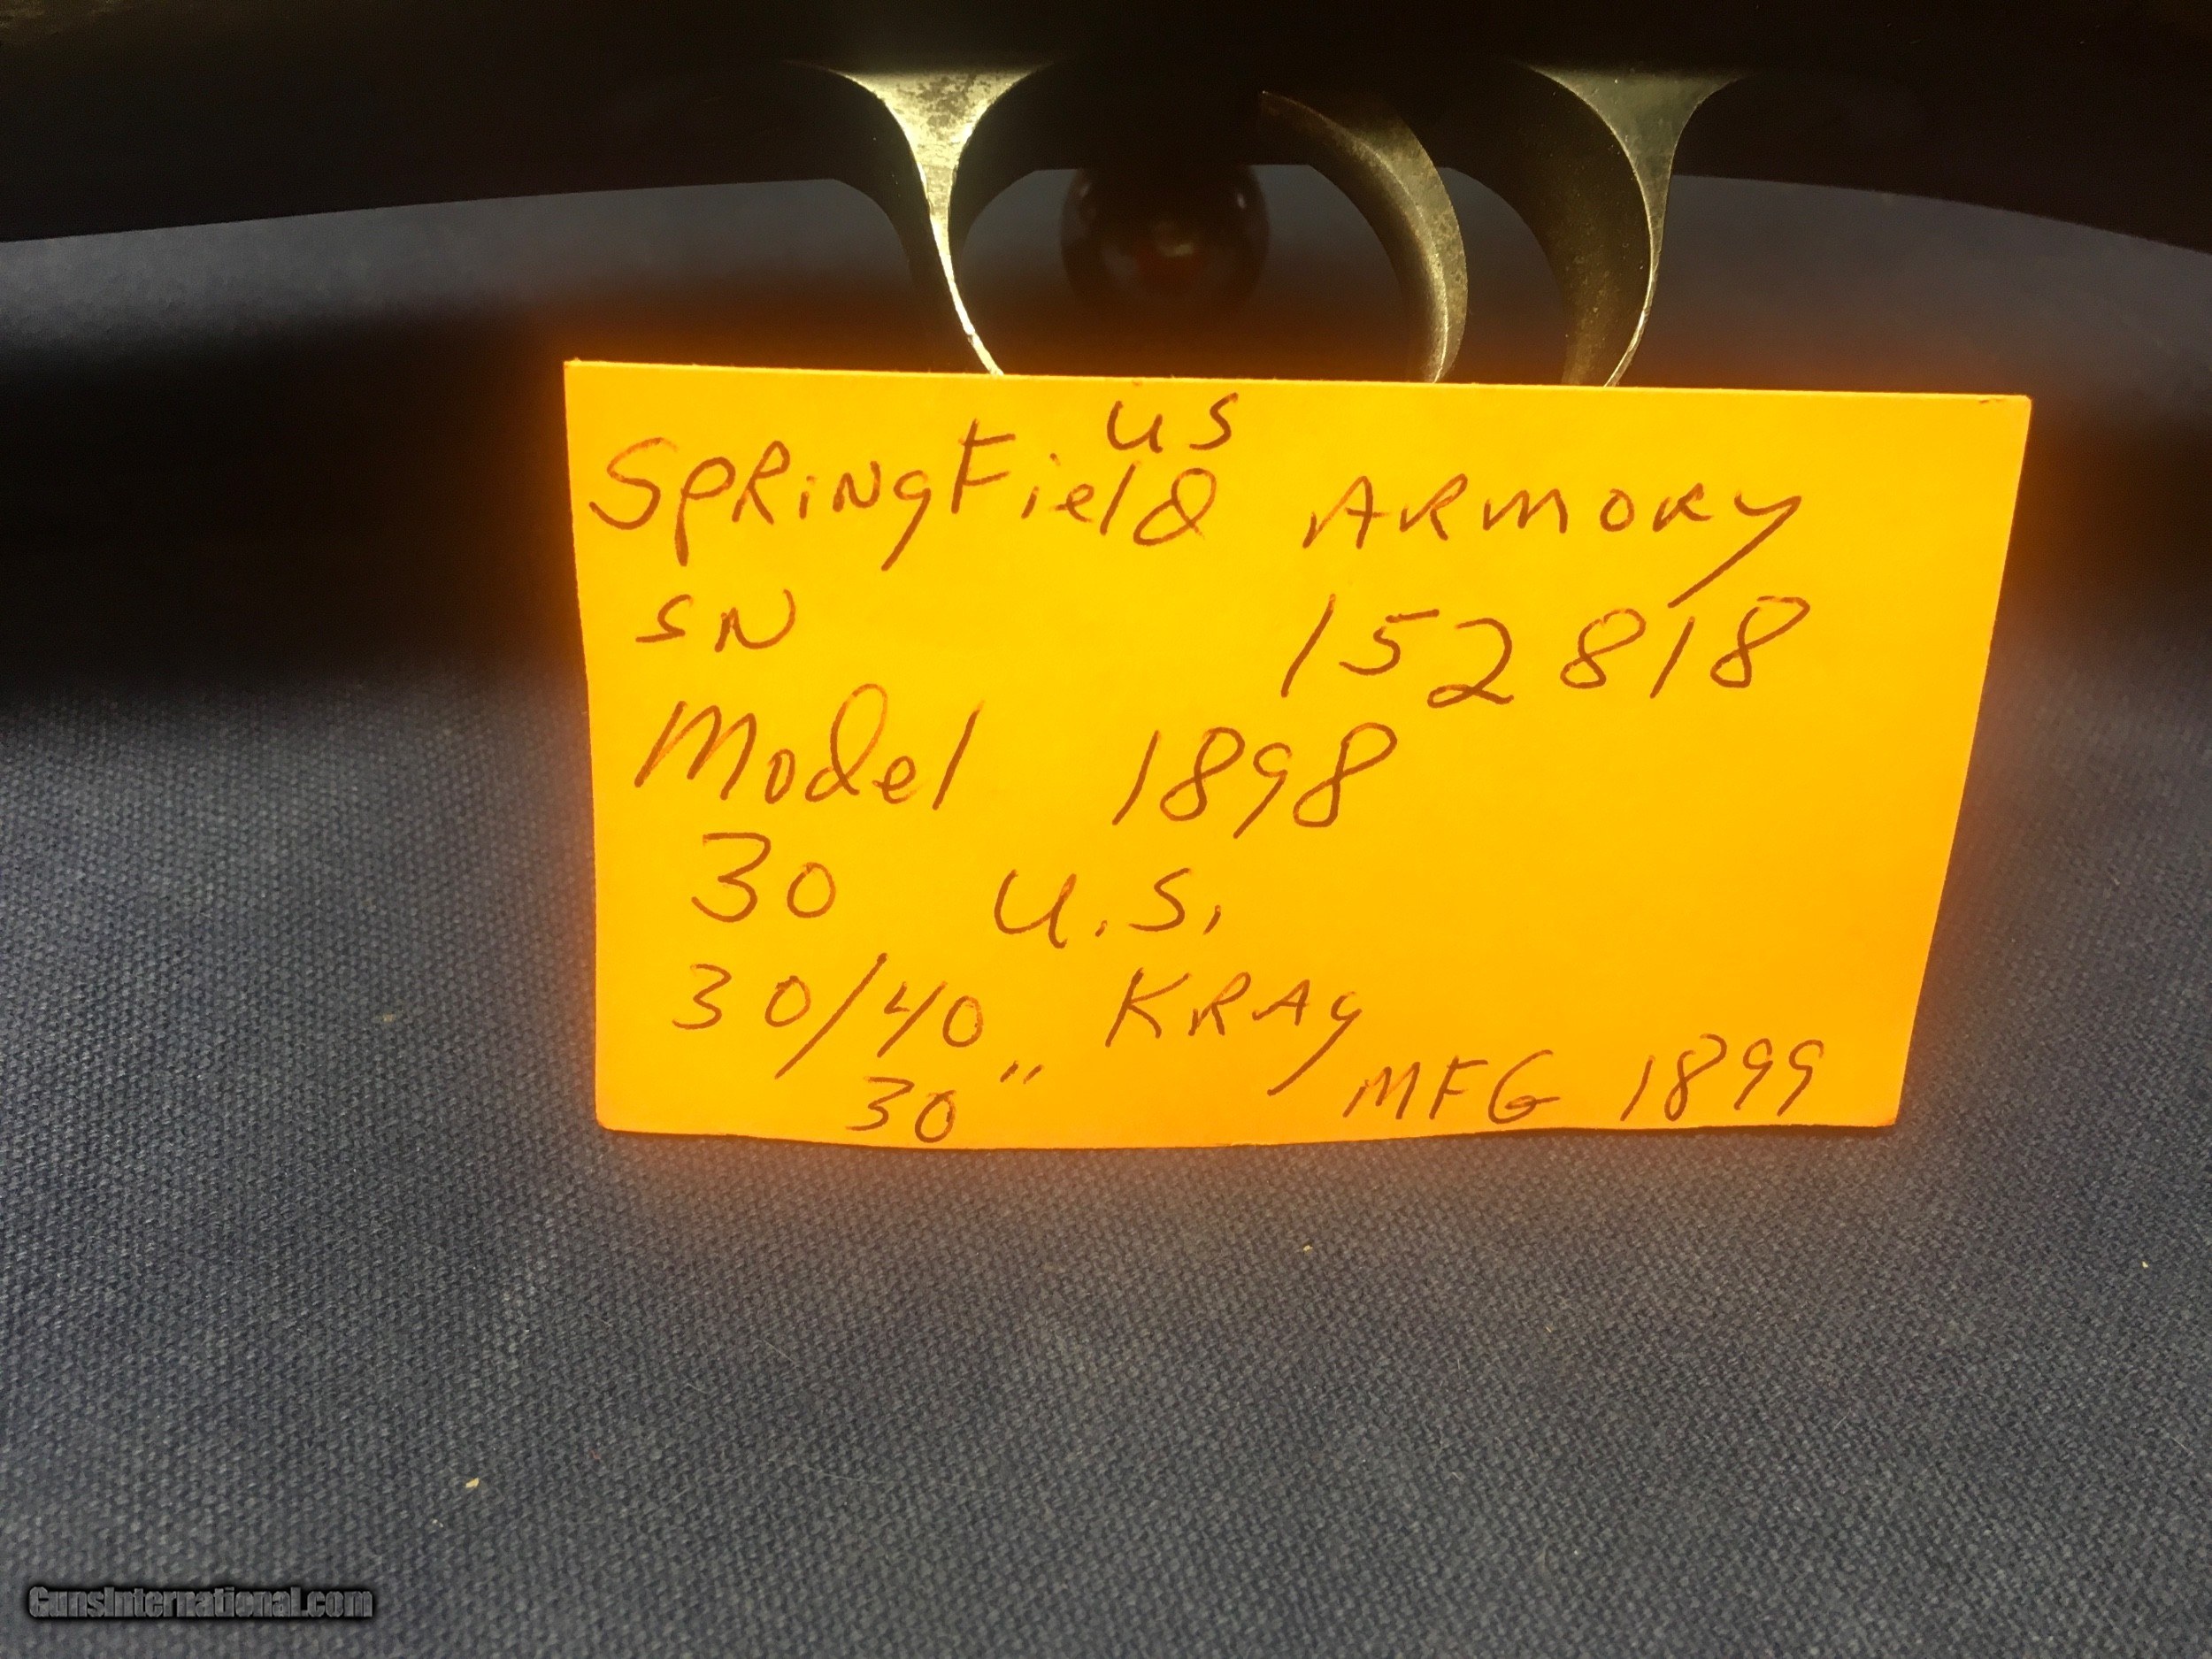 US
SpRiNgField ARMORY
SN 152818
Model 1898
30 U.S.
30/40 KRAg
30" MFG 1899
GunsInternational.com